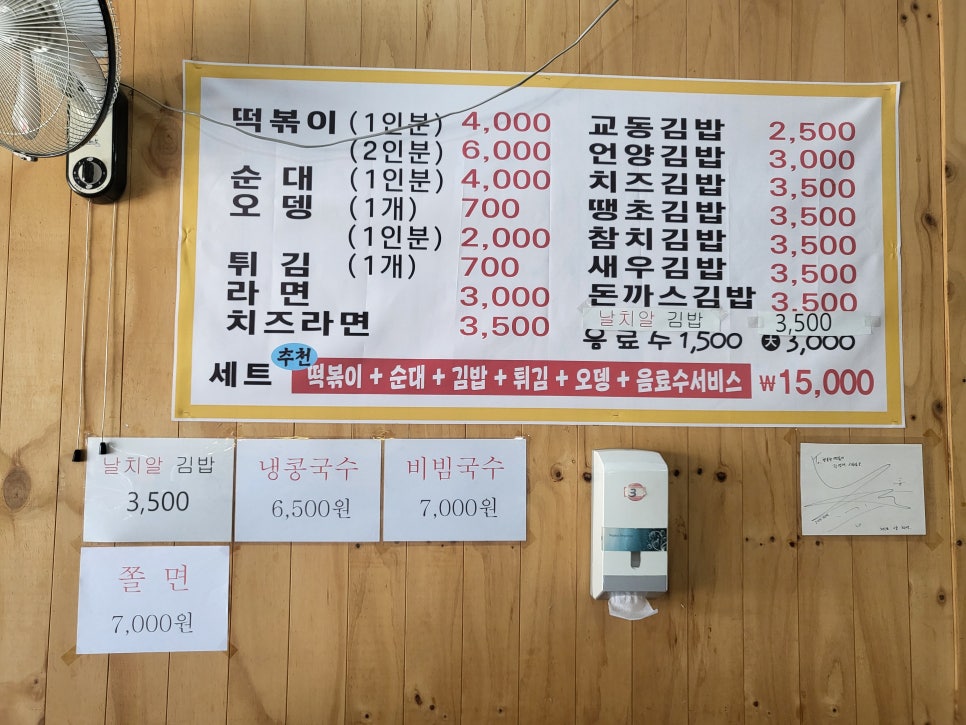 떡볶이 (1인분) 4,000
(2인분) 6,000
순 대 (1인분) 4,000
오 뎅 (1개) 700
(1인분) 2,000
튀 김 (1개) 700
라 면 3,000
치즈라면 3,500
교동김밥 2,500
언양김밥 3,000
치즈김밥 3,500
땡초김밥 3,500
참치김밥 3,500
새우김밥 3,500
돈까스김밥 3,500
날치알 김밥 3,500
음료수 1,500 大 3,000
추천
세트 떡볶이 + 순대 + 김밥 + 튀김 + 오뎅 + 음료수서비스 ₩15,000
날치알 김밥
3,500
냉콩국수
6,500원
비빔국수
7,000원
쫄 면
7,000원
3